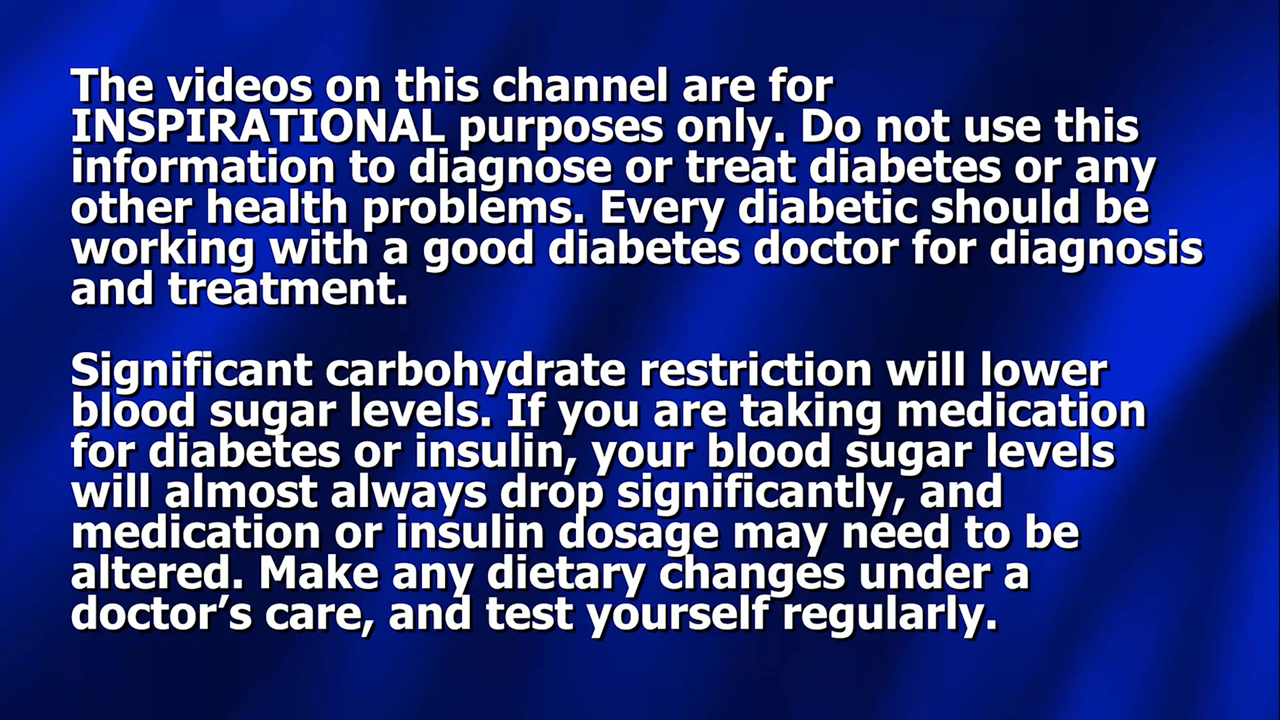 The videos on this channel are for
INSPIRATIONAL purposes only. Do not use this
information to diagnose or treat diabetes or any
other health problems. Every diabetic should be
working with a good diabetes doctor for diagnosis
and treatment.
Significant carbohydrate restriction will lower
blood sugar levels. If you are taking medication
for diabetes or insulin, your blood sugar levels
will almost always drop significantly, and
medication or insulin dosage may need to be
altered. Make any dietary changes under a
doctor’s care, and test yourself regularly.